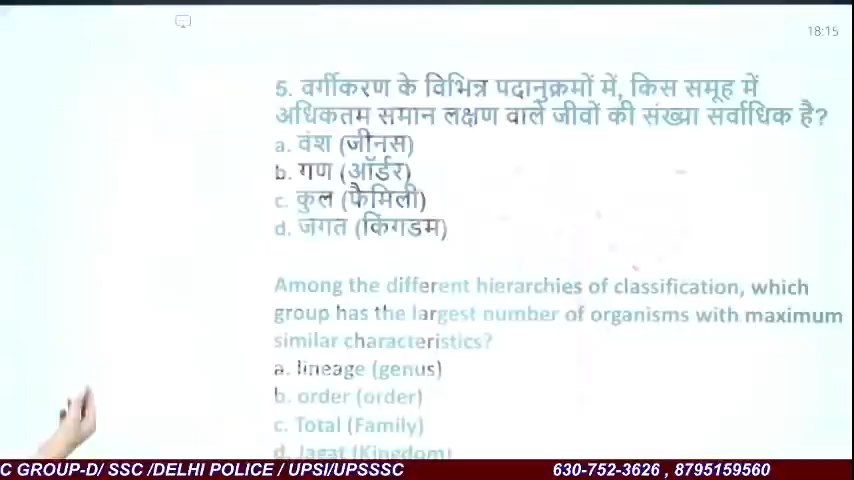 18:15
5. वर्गीकरण के विभिन्न पदानुक्रमों में, किस समूह में
अधिकतम समान लक्षण वाले जीवों की संख्या सर्वाधिक है?
a. वंश (जीनस)
b. गण (ऑर्डर)
c. कुल (फैमिली)
d. जगत (किंगडम)
Among the different hierarchies of classification, which
group has the largest number of organisms with maximum
similar characteristics?
a. lineage (genus)
b. order (order)
c. Total (Family)
d. Jagat (Kingdom)
C GROUP-D/ SSC /DELHI POLICE / UPSI/UPSSSC 630-752-3626 , 8795159560